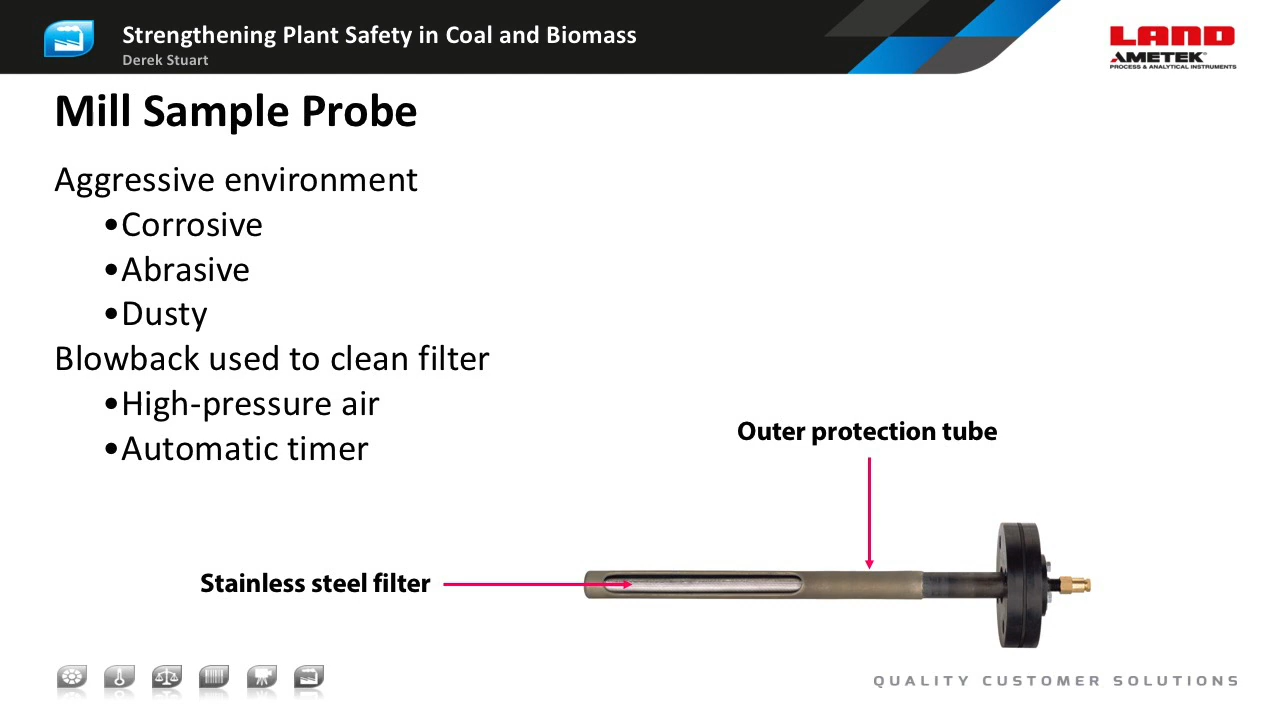 Strengthening Plant Safety in Coal and Biomass
Derek Stuart
LAND
AMETEK®
PROCESS & ANALYTICAL INSTRUMENTS
Mill Sample Probe
Aggressive environment
•Corrosive
•Abrasive
•Dusty
Blowback used to clean filter
•High-pressure air
•Automatic timer
Outer protection tube
Stainless steel filter
QUALITY CUSTOMER SOLUTIONS